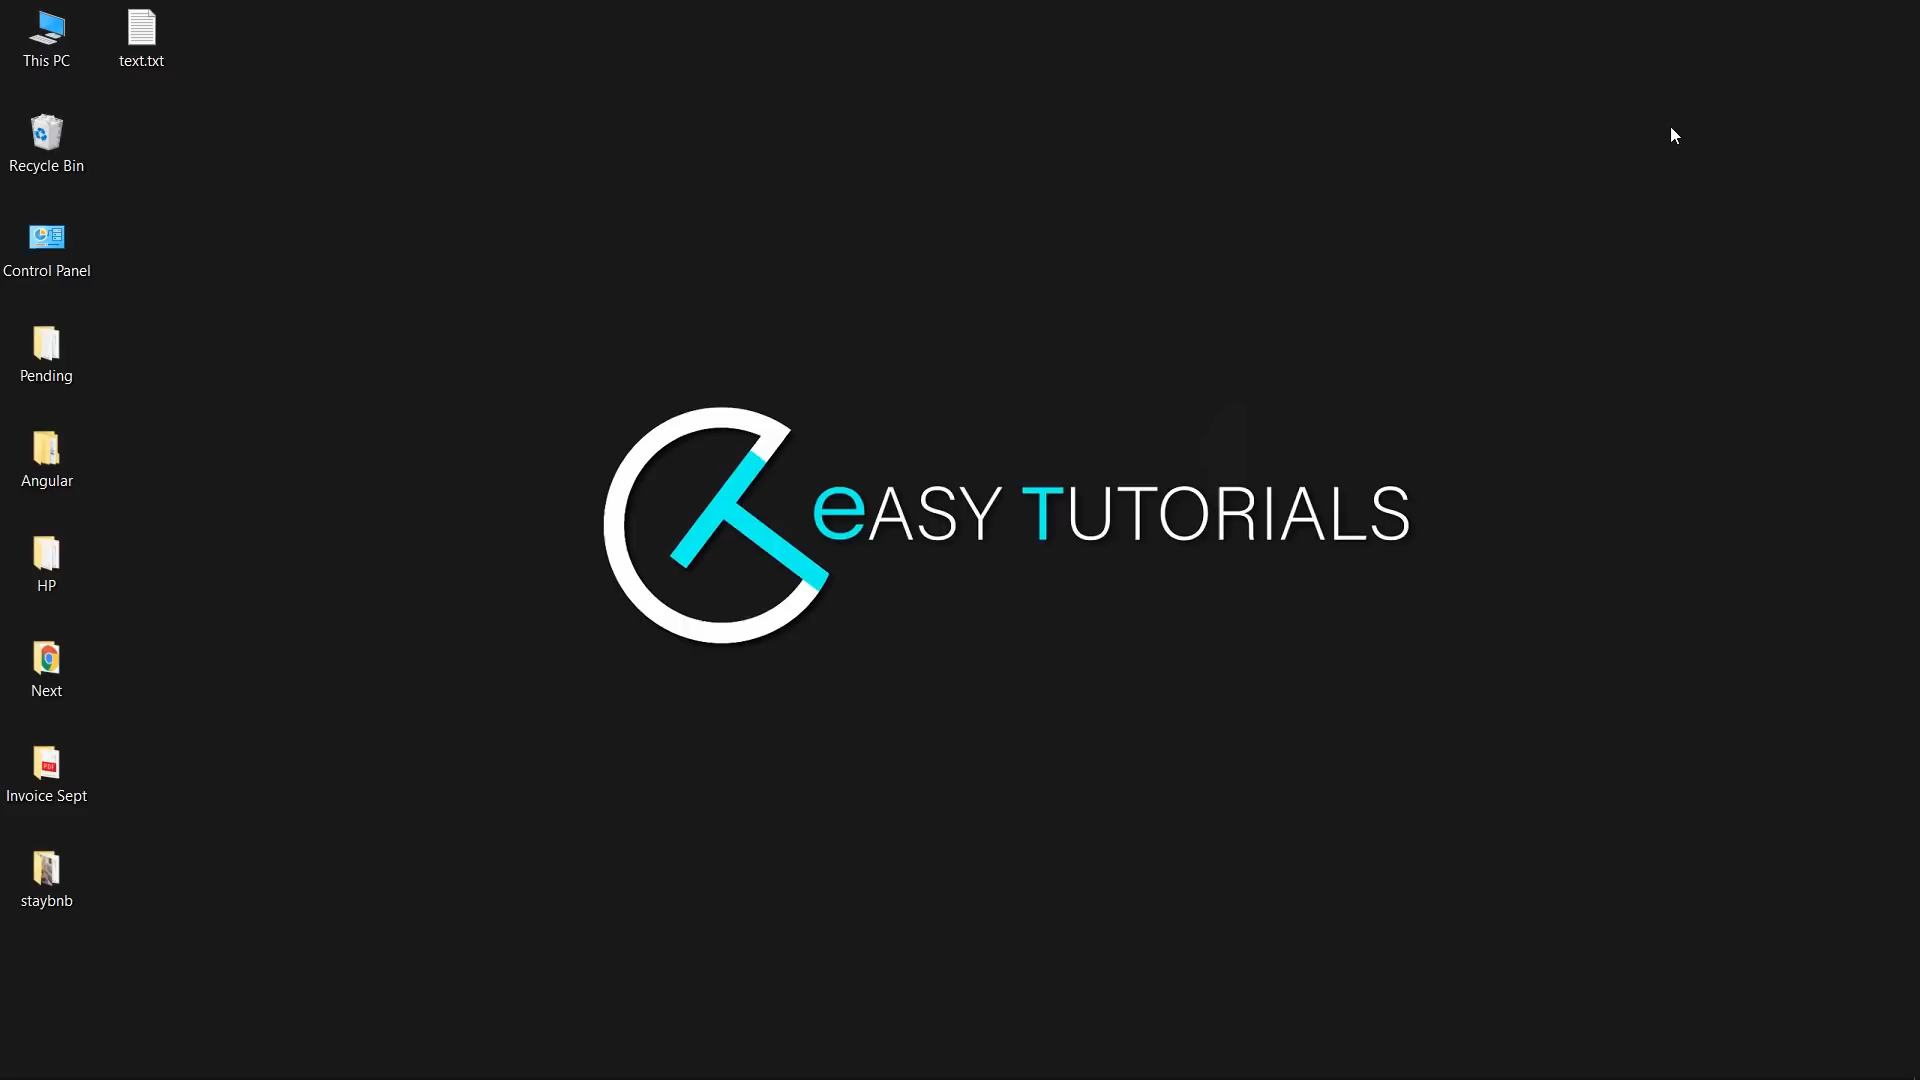 This PC
text.txt
Recycle Bin
Control Panel
Pending
Angular
HP
Next
Invoice Sept
staybnb
eASY TUTORIALS